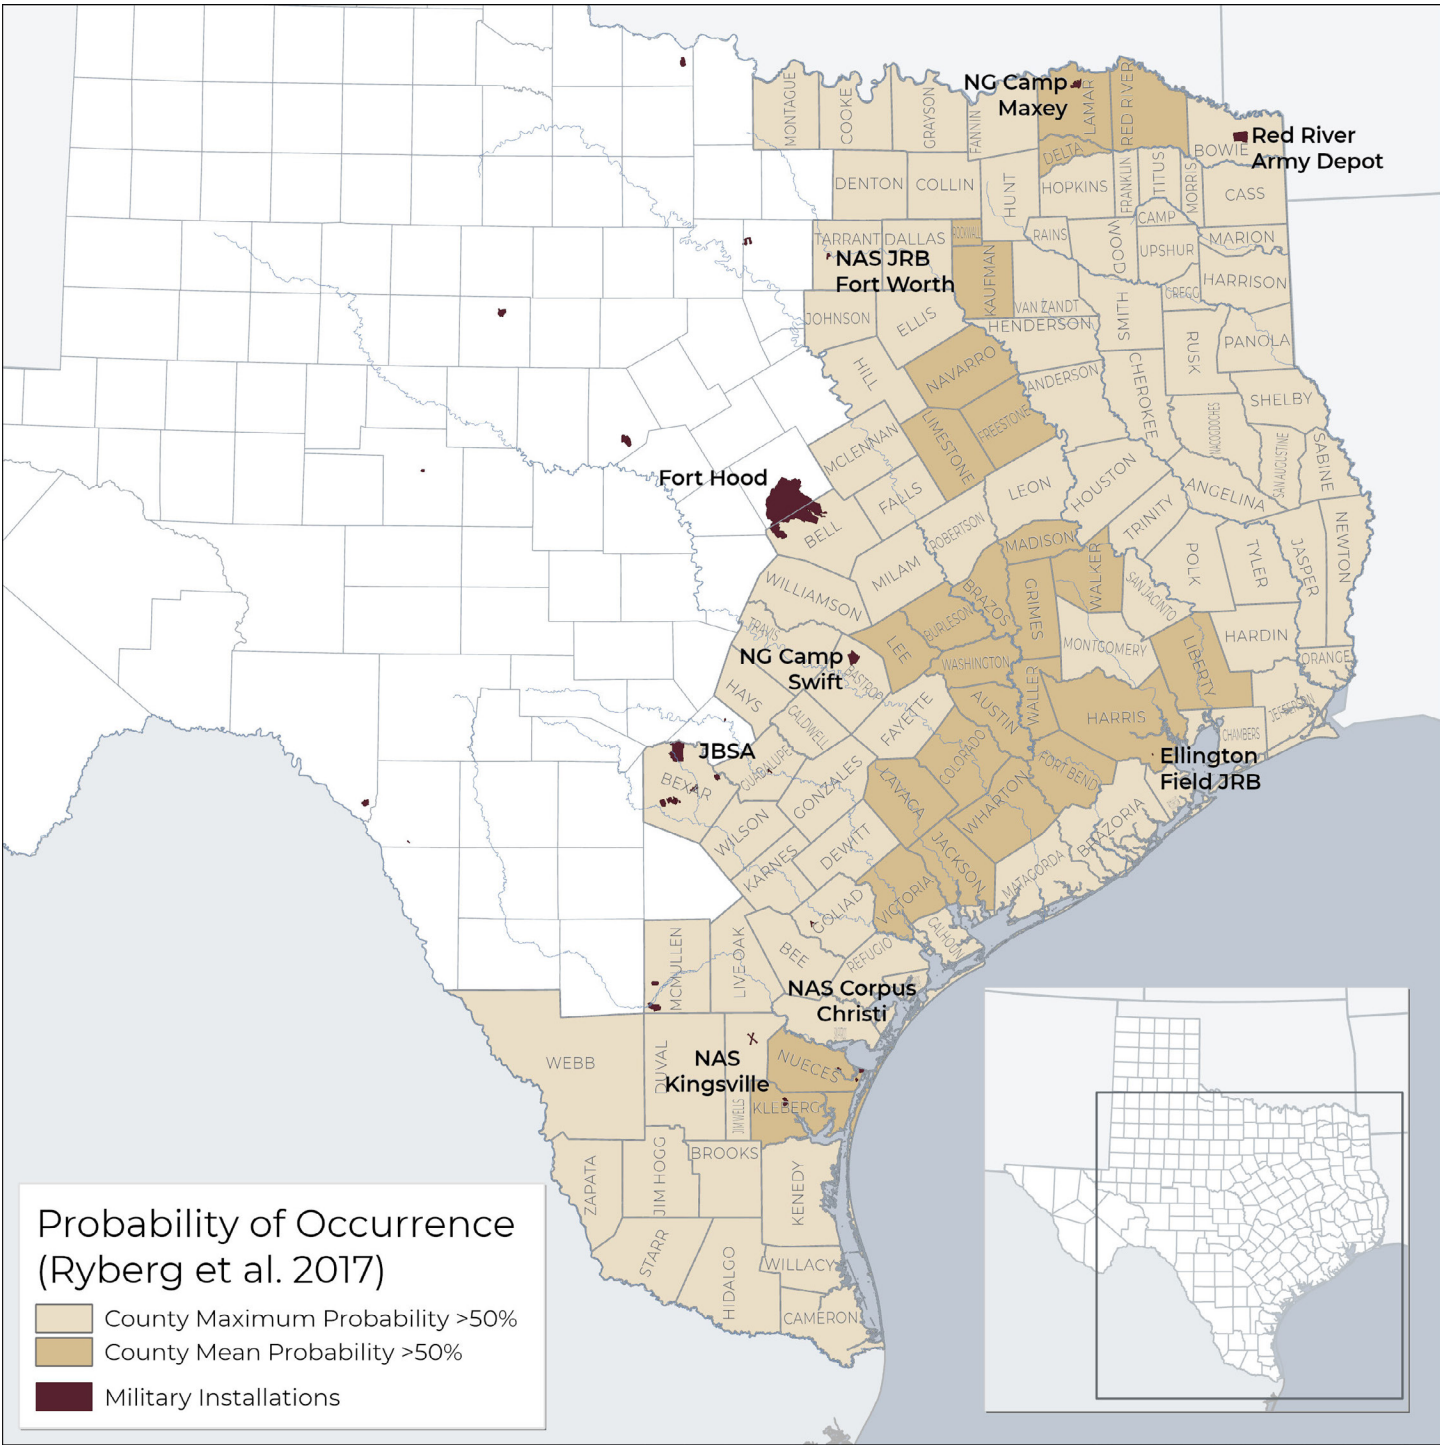 MONTAGUE
COOKE
GRAYSON
FANNIN
NG Camp
Maxey
LAMAR
RED RIVER
DELTA
BOWIE
Red River
Army Depot
DENTON
COLLIN
HUNT
HOPKINS
FRANKLIN
TITUS
MORRIS
CASS
CAMP
TARRANT
DALLAS
ROCKWALL
RAINS
WOOD
UPSHUR
MARION
NAS JRB
Fort Worth
KAUFMAN
VAN ZANDT
SMITH
GREGG
HARRISON
JOHNSON
ELLIS
HENDERSON
RUSK
PANOLA
HILL
NAVARRO
ANDERSON
CHEROKEE
SHELBY
MCLENNAN
LIMESTONE
FREESTONE
NACOGDOCHES
SAN AUGUSTINE
SABINE
Fort Hood
BELL
FALLS
LEON
HOUSTON
ANGELINA
ROBERTSON
TRINITY
NEWTON
MADISON
WALKER
POLK
TYLER
JASPER
MILAM
WILLIAMSON
BRAZOS
GRIMES
SAN JACINTO
TRAVIS
BURLESON
LEE
WASHINGTON
MONTGOMERY
LIBERTY
HARDIN
ORANGE
NG Camp
Swift
BASTROP
HAYS
CALDWELL
FAYETTE
AUSTIN
WALLER
HARRIS
CHAMBERS
JEFFERSON
JBSA
BEXAR
GUADALUPE
GONZALES
LAVACA
COLORADO
FORT BEND
Ellington
Field JRB
WILSON
WHARTON
BRAZORIA
KARNES
DEWITT
JACKSON
MATAGORDA
GOLIAD
VICTORIA
CALHOUN
MCMULLEN
LIVE OAK
BEE
REFUGIO
NAS Corpus
Christi
WEBB
DUVAL
NAS
Kingsville
NUECES
JIM WELLS
KLEBERG
ZAPATA
JIM HOGG
BROOKS
KENEDY
STARR
HIDALGO
WILLACY
CAMERON
Probability of Occurrence
(Ryberg et al. 2017)
County Maximum Probability >50%
County Mean Probability >50%
Military Installations